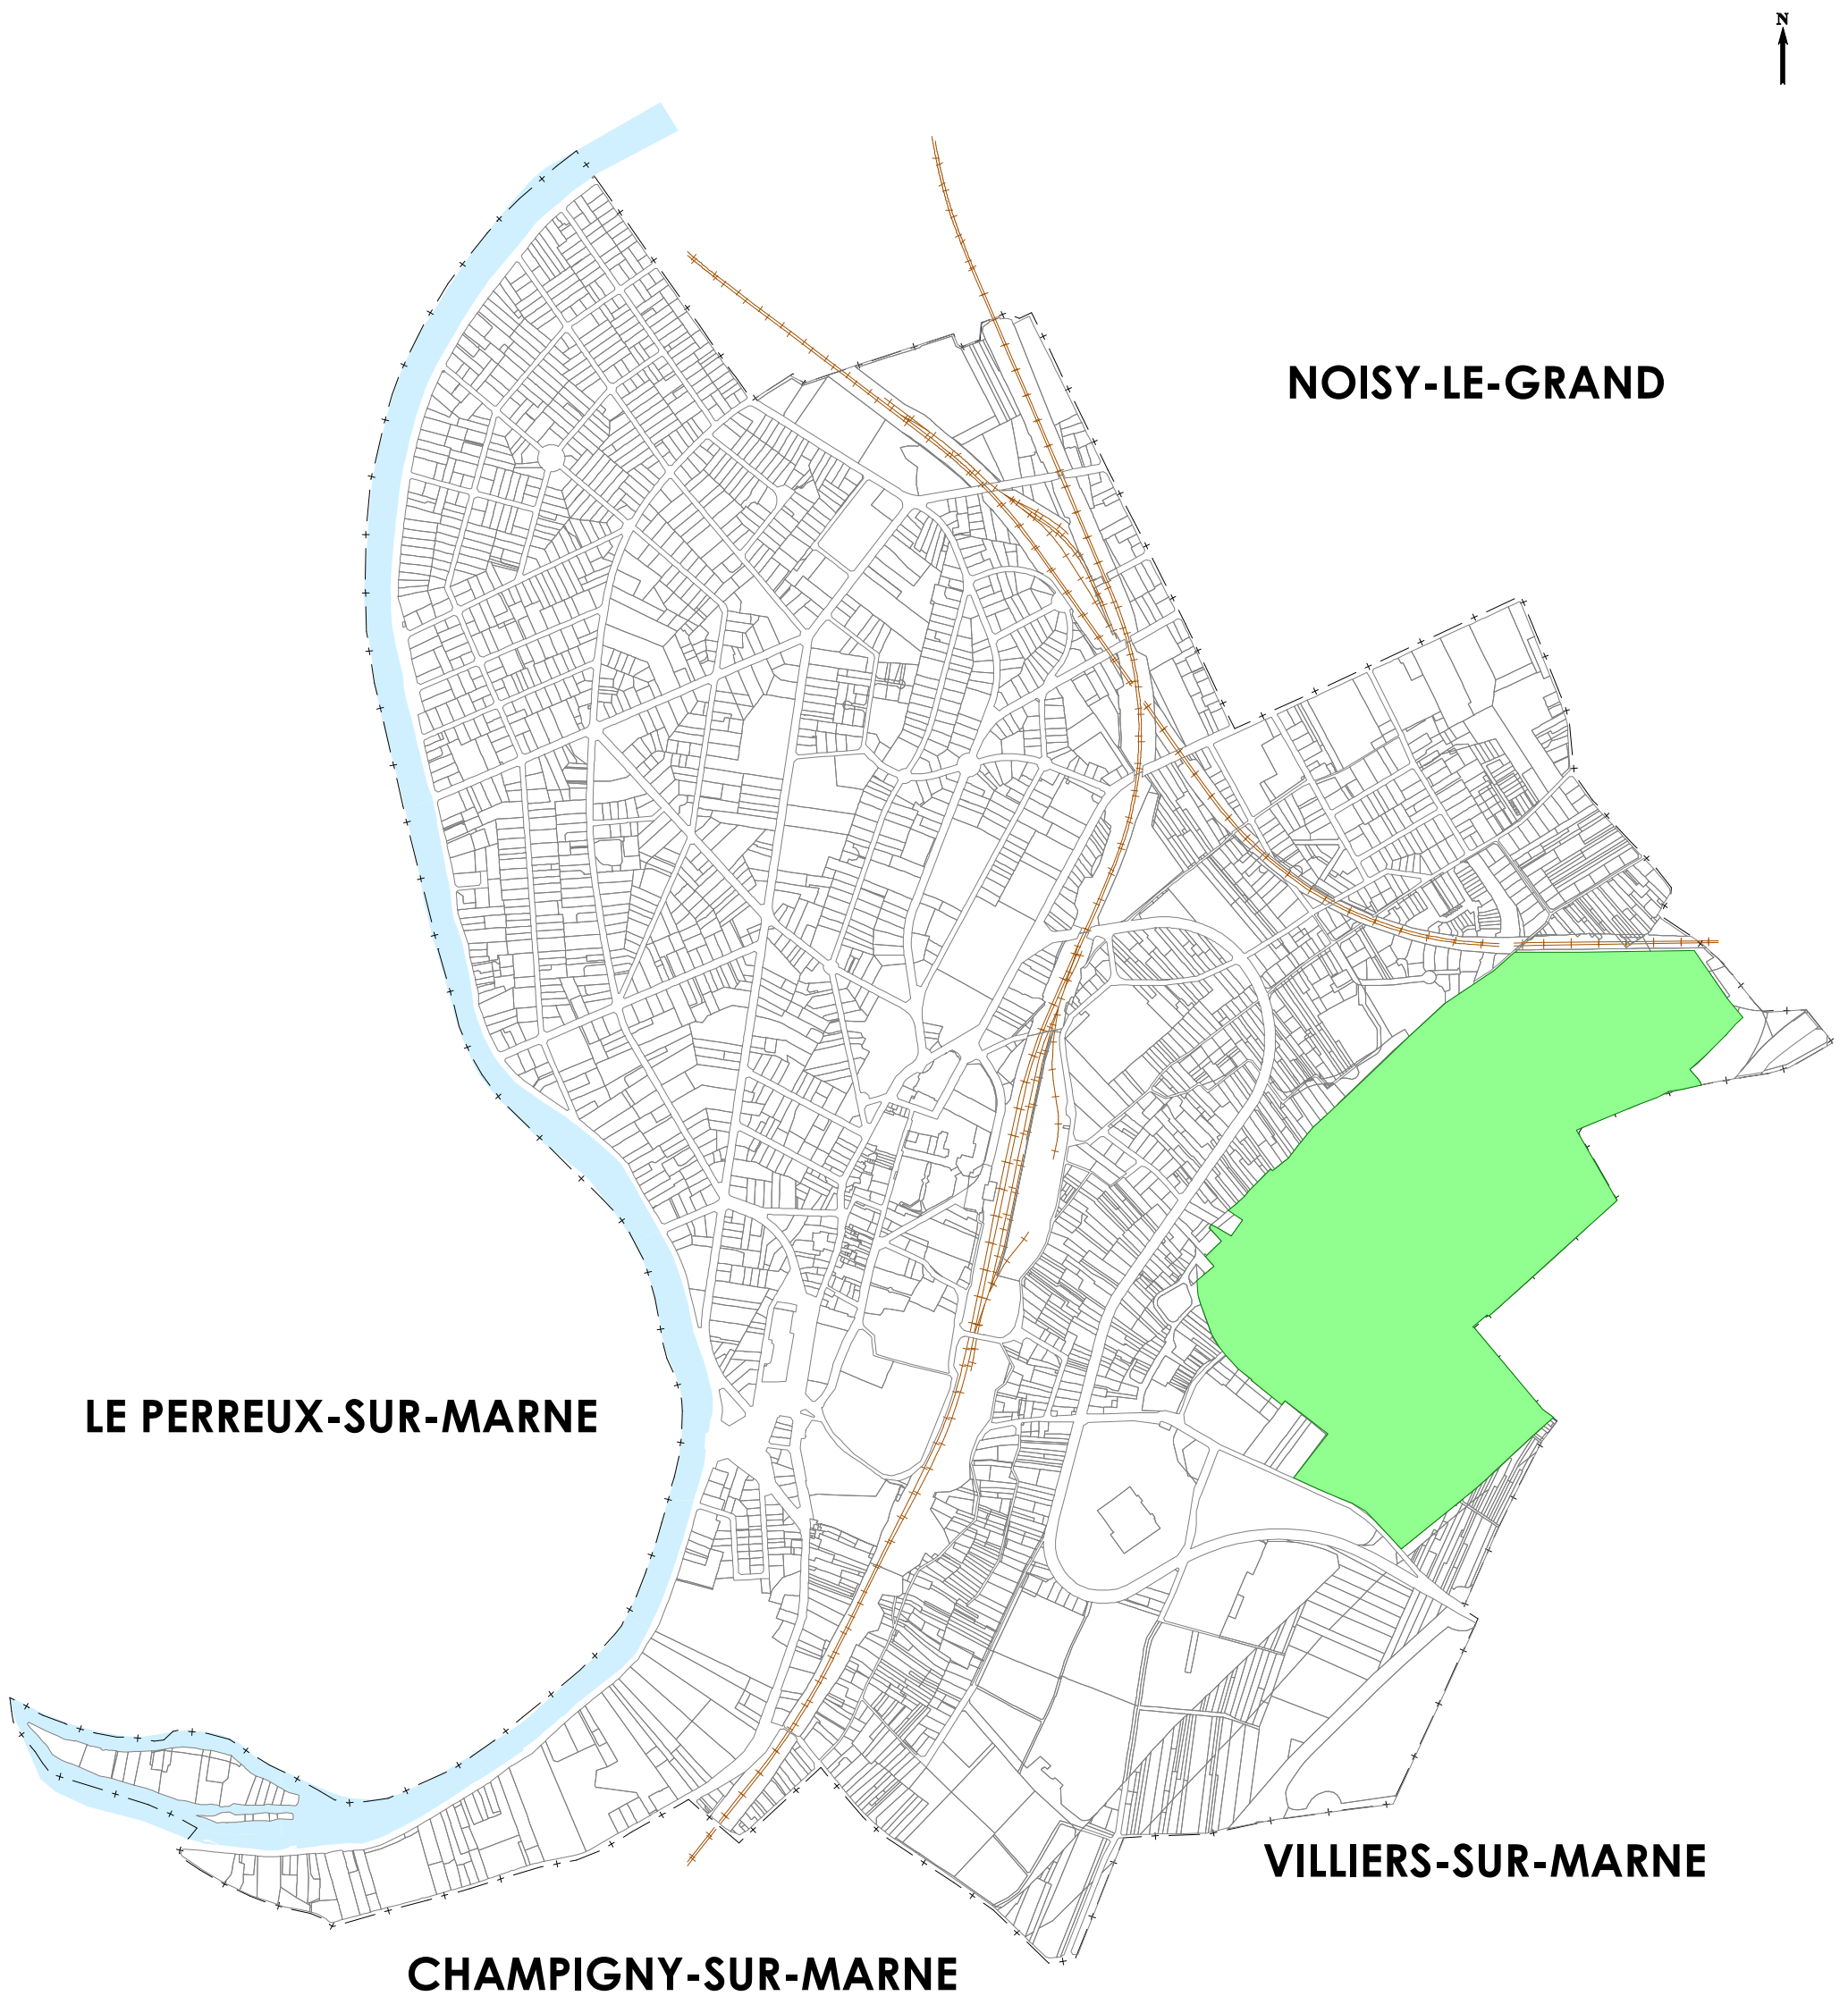 N
NOISY-LE-GRAND
LE PERREUX-SUR-MARNE
VILLIERS-SUR-MARNE
CHAMPIGNY-SUR-MARNE